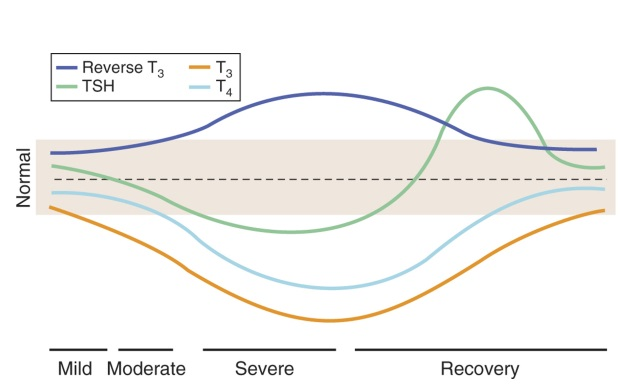 Reverse T3 T3
TSH T4
Normal
Mild Moderate Severe Recovery